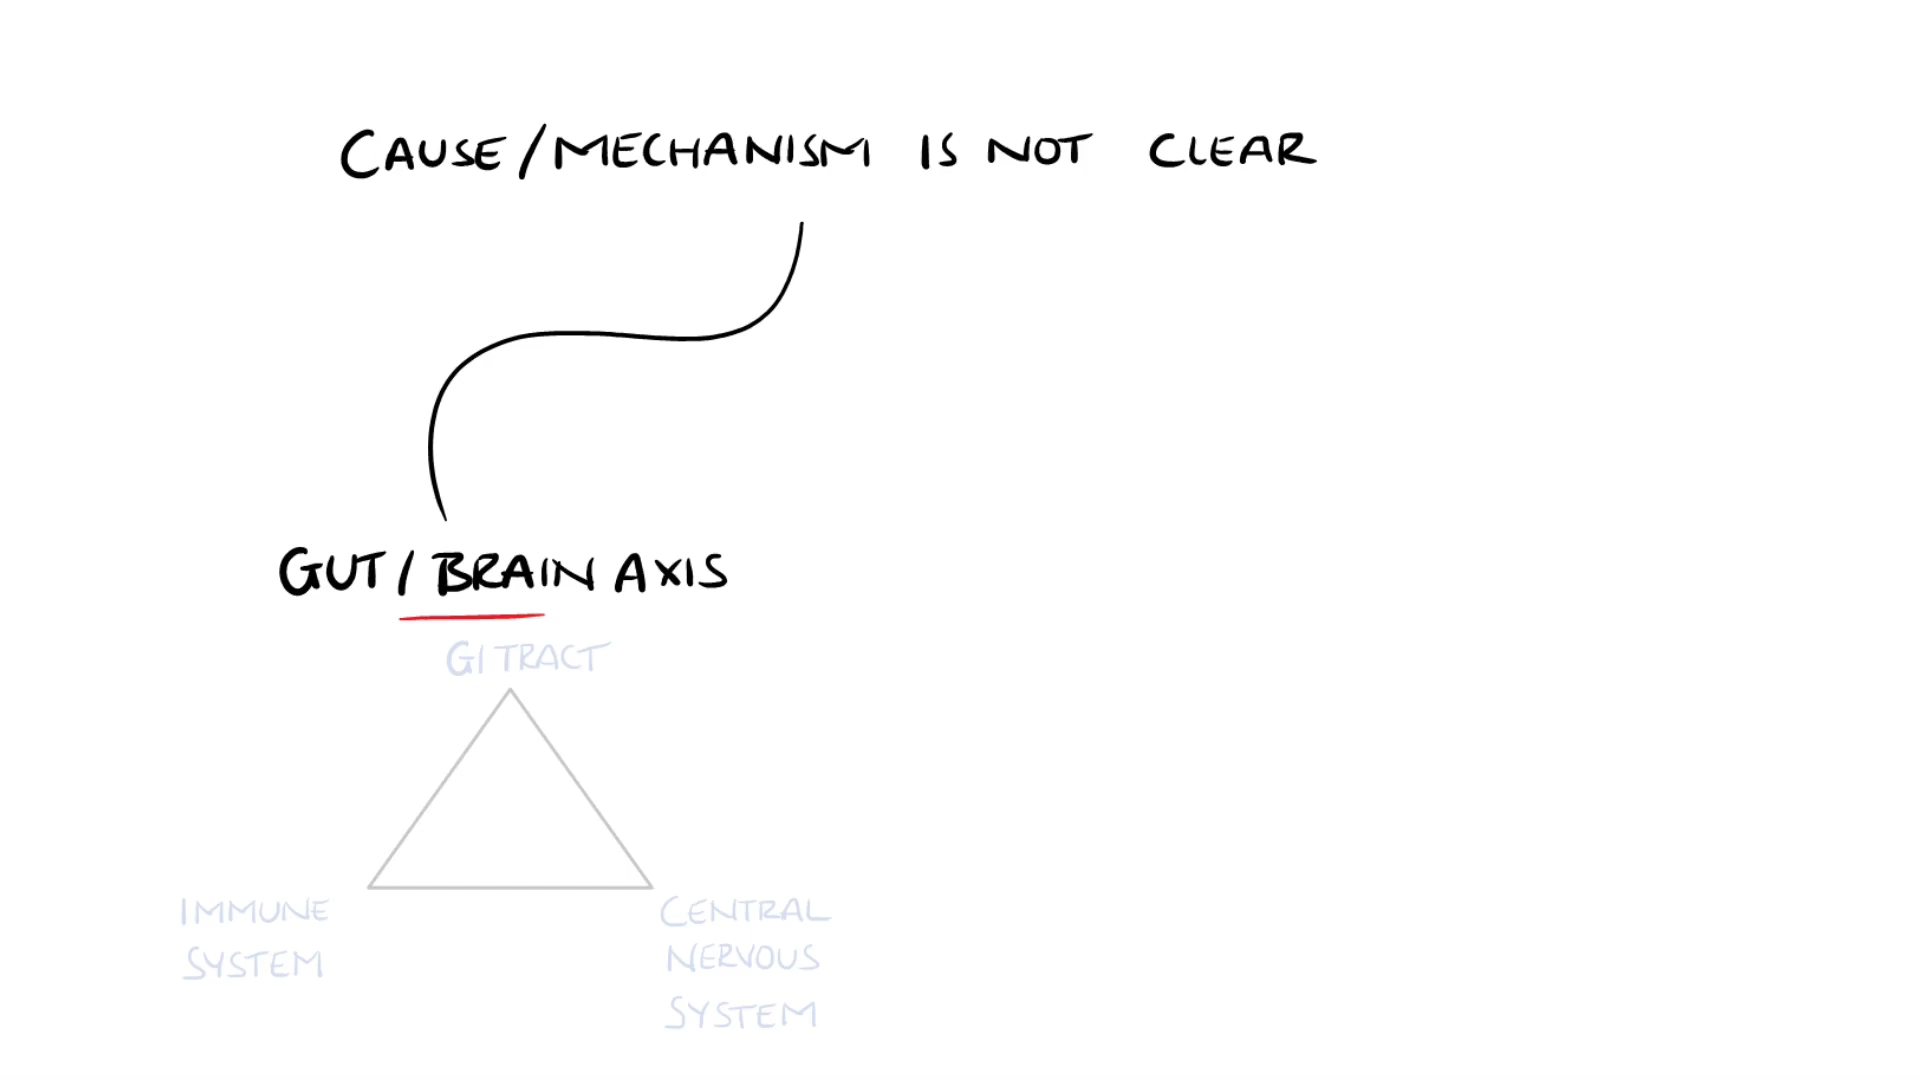 CAUSE/MECHANISM IS NOT CLEAR
GUT/BRAIN AXIS
GI TRACT
IMMUNE
SYSTEM
CENTRAL
NERVOUS
SYSTEM